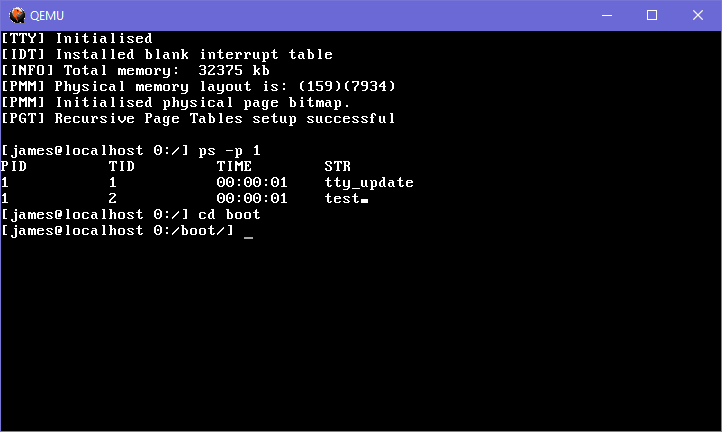 QEMU
[TTY] Initialised
[IDT] Installed blank interrupt table
[INFO] Total memory:  32375 kb
[PMM] Physical memory layout is: (159)(7934)
[PMM] Initialised physical page bitmap.
[PGT] Recursive Page Tables setup successful
[james@localhost 0:/] ps -p 1
PID         TID         TIME        STR
1           1           00:00:01    tty_update
1           2           00:00:01    test▬
[james@localhost 0:/] cd boot
[james@localhost 0:/boot/] _